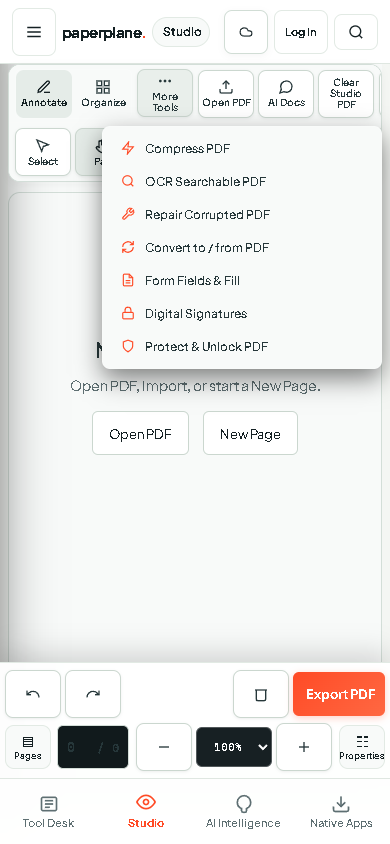 paperplane. Studio Log In
Annotate Organize More Tools Open PDF AI Docs Clear Studio PDF
Select
Compress PDF
OCR Searchable PDF
Repair Corrupted PDF
Convert to / from PDF
Form Fields & Fill
Digital Signatures
Protect & Unlock PDF
Open PDF, Import, or start a New Page.
Open PDF New Page
Export PDF
Pages 0 / 0 100% Properties
Tool Desk Studio AI Intelligence Native Apps